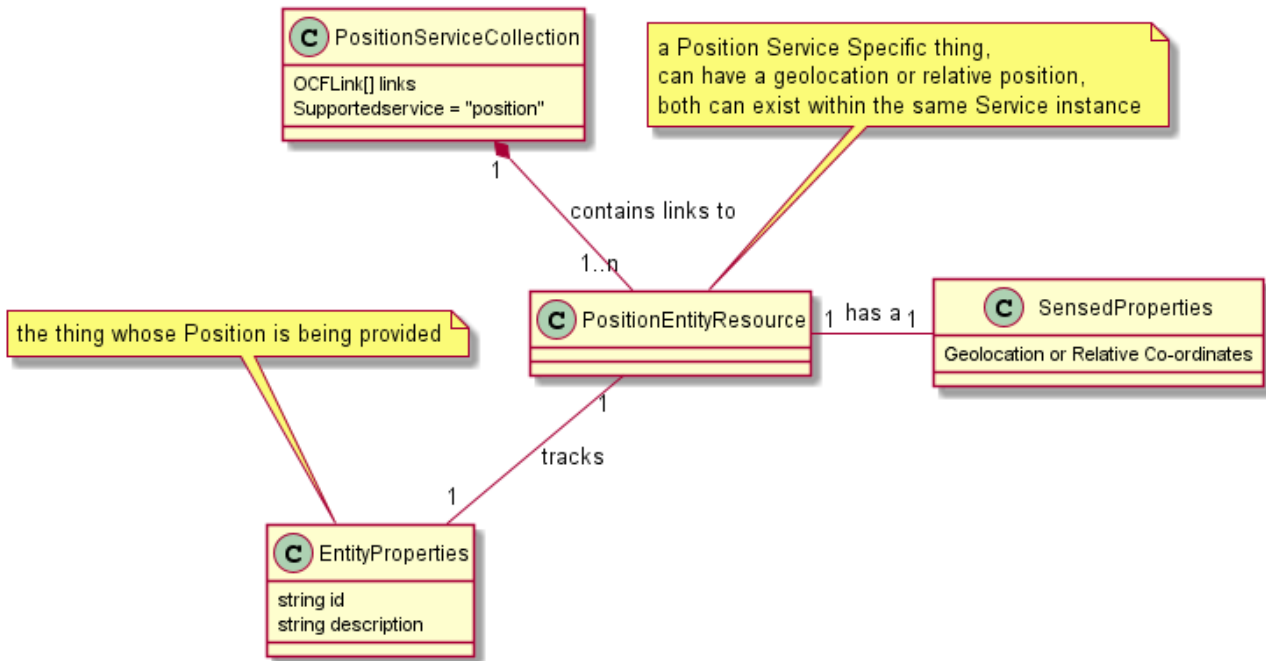 C PositionServiceCollection
OCFLink[] links
Supportedservice = "position"
a Position Service Specific thing,
can have a geolocation or relative position,
both can exist within the same Service instance
1
contains links to
1..n
the thing whose Position is being provided
C PositionEntityResource
1 has a 1
C SensedProperties
Geolocation or Relative Co-ordinates
1
tracks
1
C EntityProperties
string id
string description